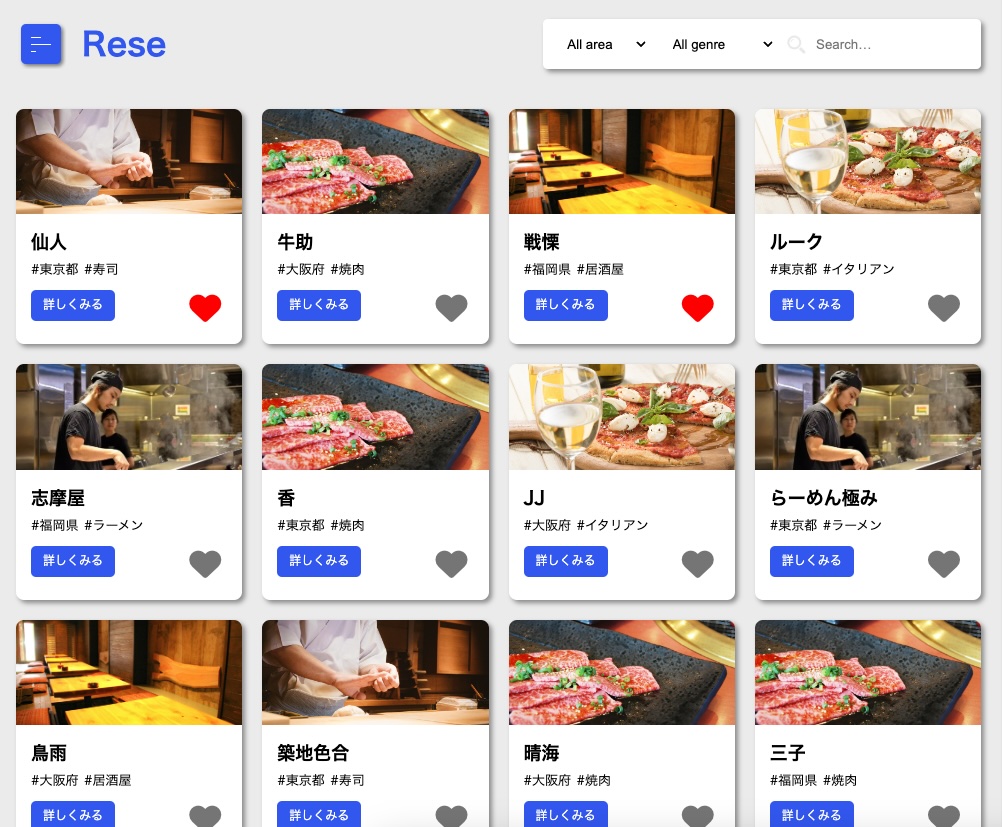 Rese
All area
All genre
Search...
仙人
#東京都 #寿司
詳しくみる
牛助
#大阪府 #焼肉
詳しくみる
戦慄
#福岡県 #居酒屋
詳しくみる
ルーク
#東京都 #イタリアン
詳しくみる
志摩屋
#福岡県 #ラーメン
詳しくみる
香
#東京都 #焼肉
詳しくみる
JJ
#大阪府 #イタリアン
詳しくみる
らーめん極み
#東京都 #ラーメン
詳しくみる
鳥雨
#大阪府 #居酒屋
詳しくみる
築地色合
#東京都 #寿司
詳しくみる
晴海
#大阪府 #焼肉
詳しくみる
三子
#福岡県 #焼肉
詳しくみる